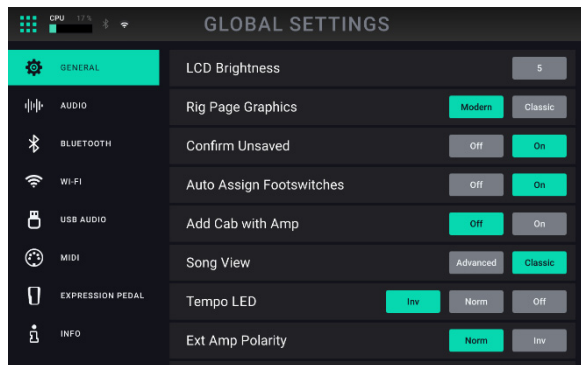 CPU 17 %
GLOBAL SETTINGS
GENERAL
AUDIO
BLUETOOTH
WI-FI
USB AUDIO
MIDI
EXPRESSION PEDAL
INFO
LCD Brightness 5
Rig Page Graphics Modern Classic
Confirm Unsaved Off On
Auto Assign Footswitches Off On
Add Cab with Amp Off On
Song View Advanced Classic
Tempo LED Inv Norm Off
Ext Amp Polarity Norm Inv